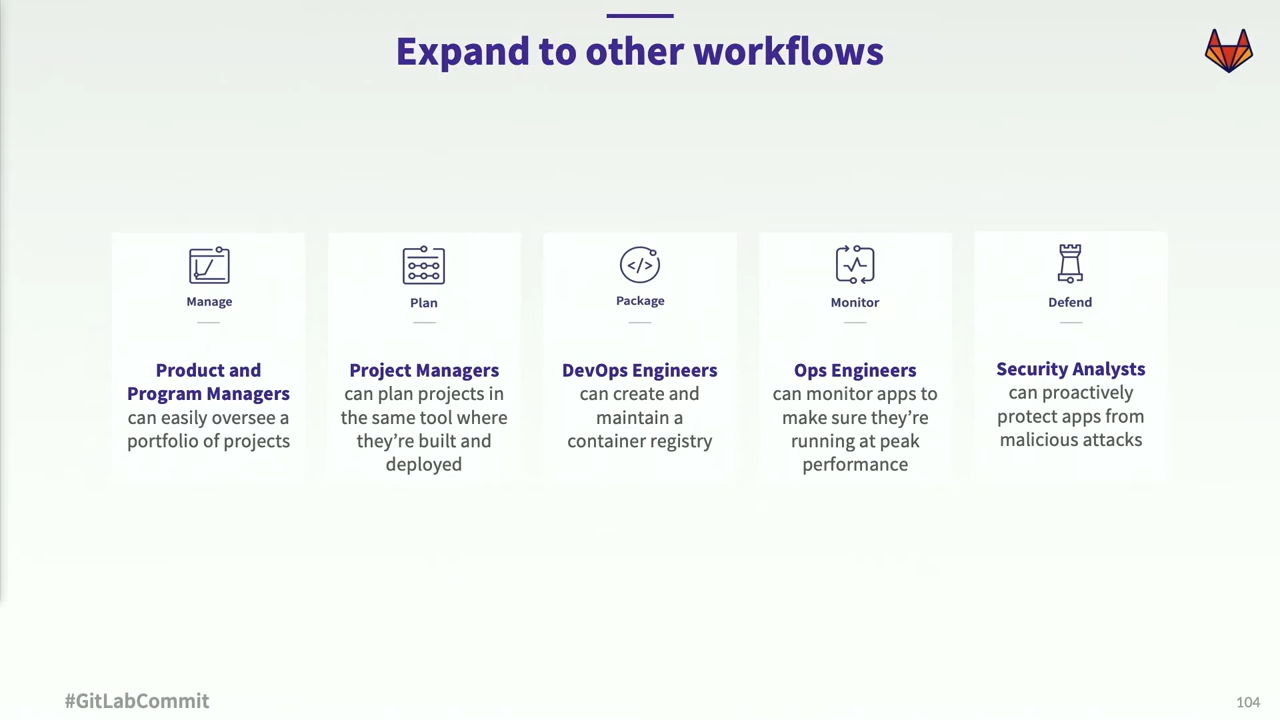 Expand to other workflows
Manage
Product and
Program Managers
can easily oversee a
portfolio of projects
Plan
Project Managers
can plan projects in
the same tool where
they're built and
deployed
Package
DevOps Engineers
can create and
maintain a
container registry
Monitor
Ops Engineers
can monitor apps to
make sure they're
running at peak
performance
Defend
Security Analysts
can proactively
protect apps from
malicious attacks
#GitLabCommit
104